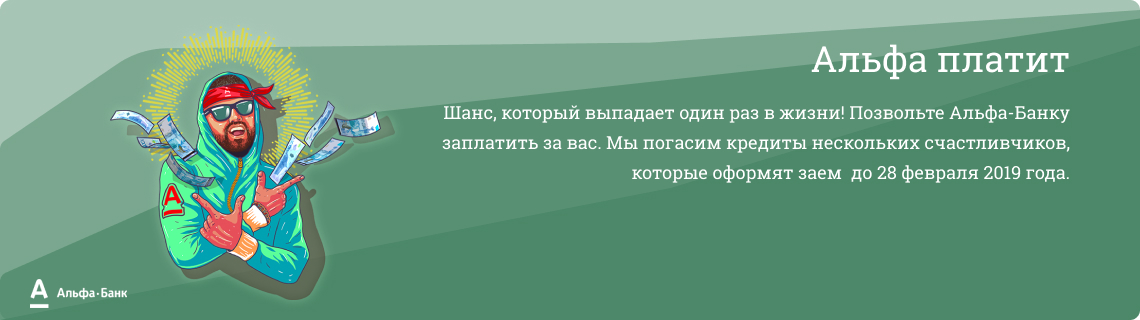 Альфа платит
Шанс, который выпадает один раз в жизни! Позвольте Альфа-Банку
заплатить за вас. Мы погасим кредиты нескольких счастливчиков,
которые оформят заем  до 28 февраля 2019 года.
А
А Альфа·Банк